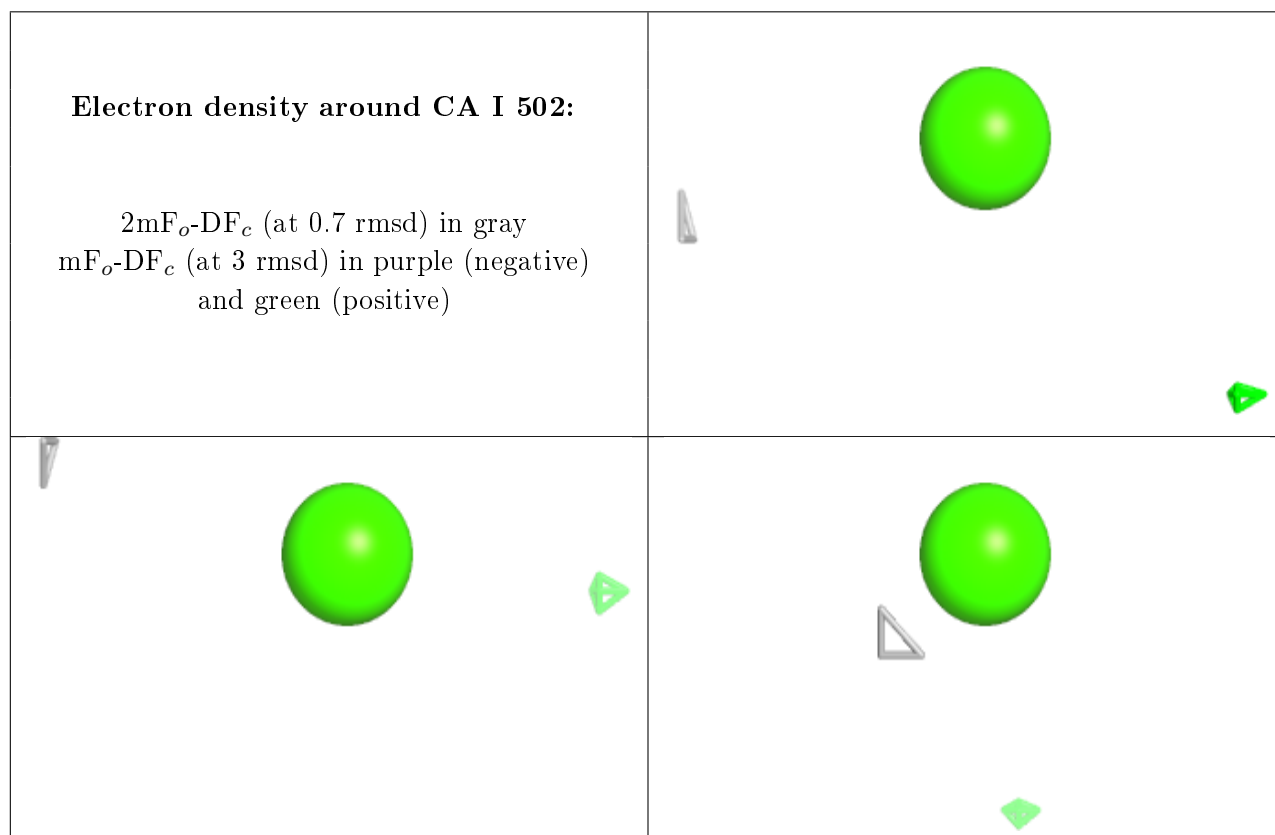 Electron density around CA I 502:
2mFo-DFc (at 0.7 rmsd) in gray
mFo-DFc (at 3 rmsd) in purple (negative)
and green (positive)